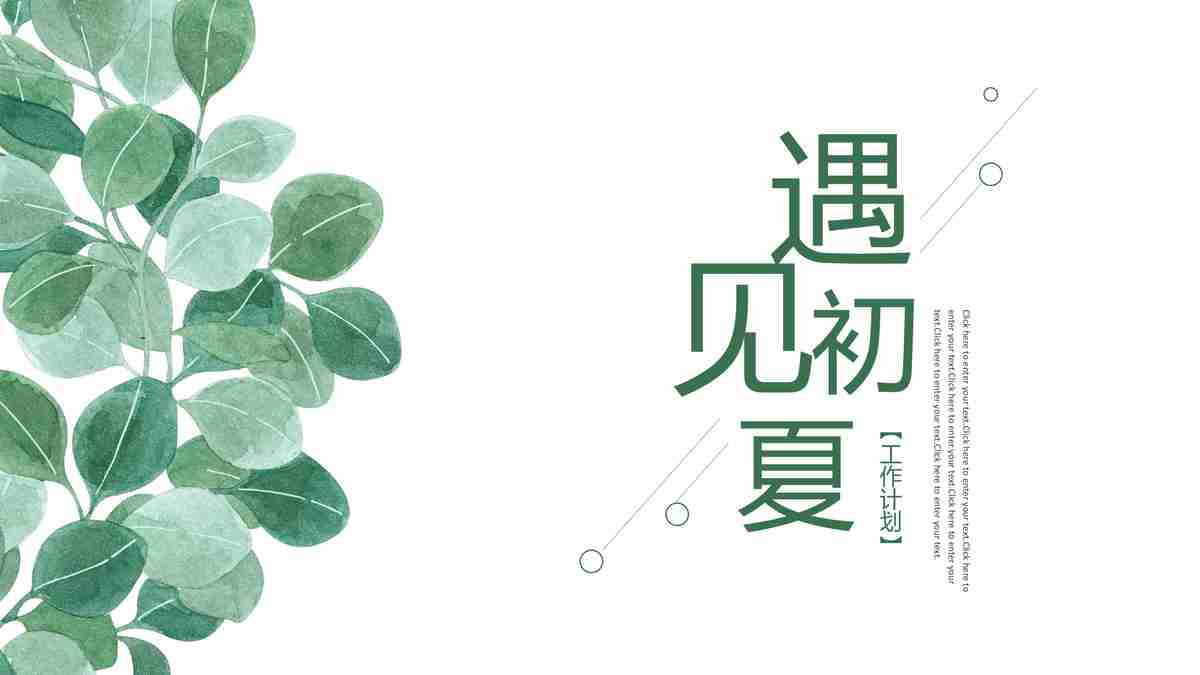 遇
见初
夏
【工作计划】
Click here to enter your text.Click here to enter your text.Click here to
enter your text.Click here to enter your text.Click here to enter your
text.Click here to enter your text.Click here to enter your text.